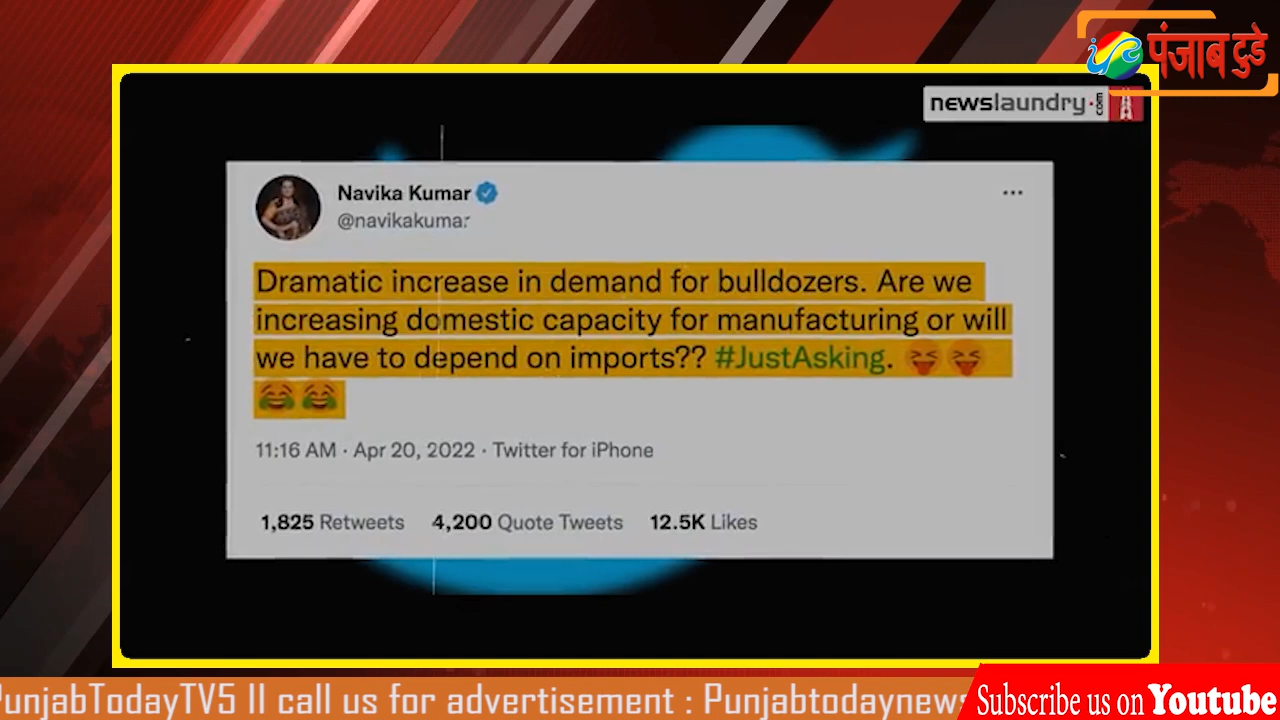 पंजाब टुडे
newslaundry.com
Navika Kumar
@navikakumar
Dramatic increase in demand for bulldozers. Are we
increasing domestic capacity for manufacturing or will
we have to depend on imports?? #JustAsking. 😝😝
😂😂
11:16 AM · Apr 20, 2022 · Twitter for iPhone
1,825 Retweets 4,200 Quote Tweets 12.5K Likes
PunjabTodayTV5 II call us for advertisement : Punjabtodaynews
Subscribe us on Youtube